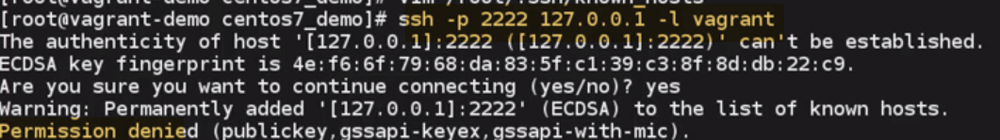 [root@vagrant-demo centos7_demo]# vim /root/.ssh/known_hosts
[root@vagrant-demo centos7_demo]# ssh -p 2222 127.0.0.1 -l vagrant
The authenticity of host '[127.0.0.1]:2222 ([127.0.0.1]:2222)' can't be established.
ECDSA key fingerprint is 4e:f6:6f:79:68:da:83:5f:c1:39:c3:8f:8d:db:22:c9.
Are you sure you want to continue connecting (yes/no)? yes
Warning: Permanently added '[127.0.0.1]:2222' (ECDSA) to the list of known hosts.
Permission denied (publickey,gssapi-keyex,gssapi-with-mic).